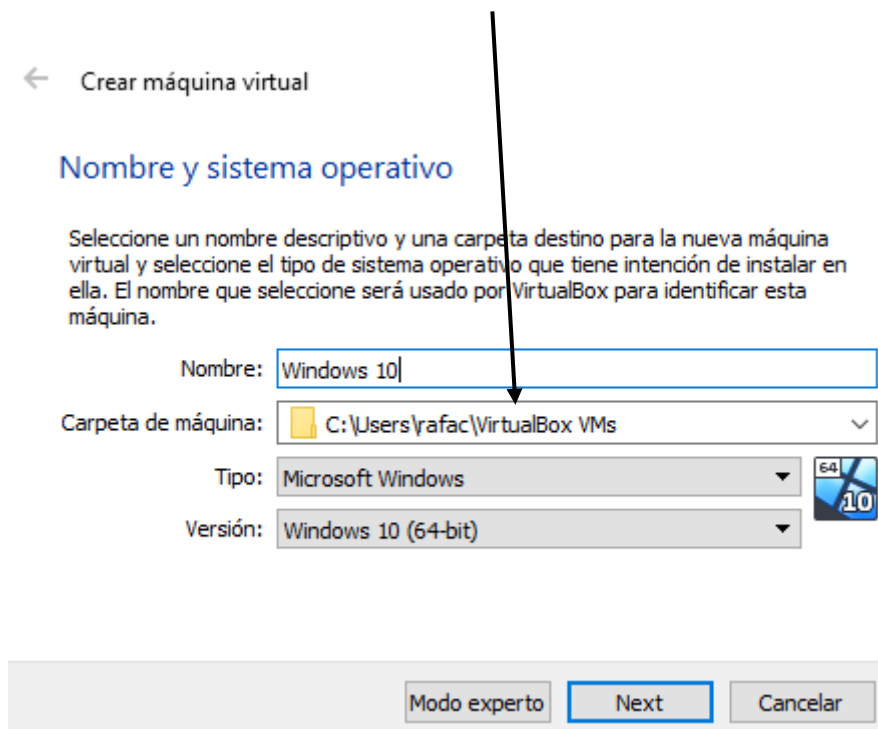 Crear máquina virtual
Nombre y sistema operativo
Seleccione un nombre descriptivo y una carpeta destino para la nueva máquina
virtual y seleccione el tipo de sistema operativo que tiene intención de instalar en
ella. El nombre que seleccione será usado por VirtualBox para identificar esta
máquina.
Nombre: Windows 10
Carpeta de máquina: C:\Users\rafac\VirtualBox VMs
Tipo: Microsoft Windows
64
10
Versión: Windows 10 (64-bit)
Modo experto Next Cancelar